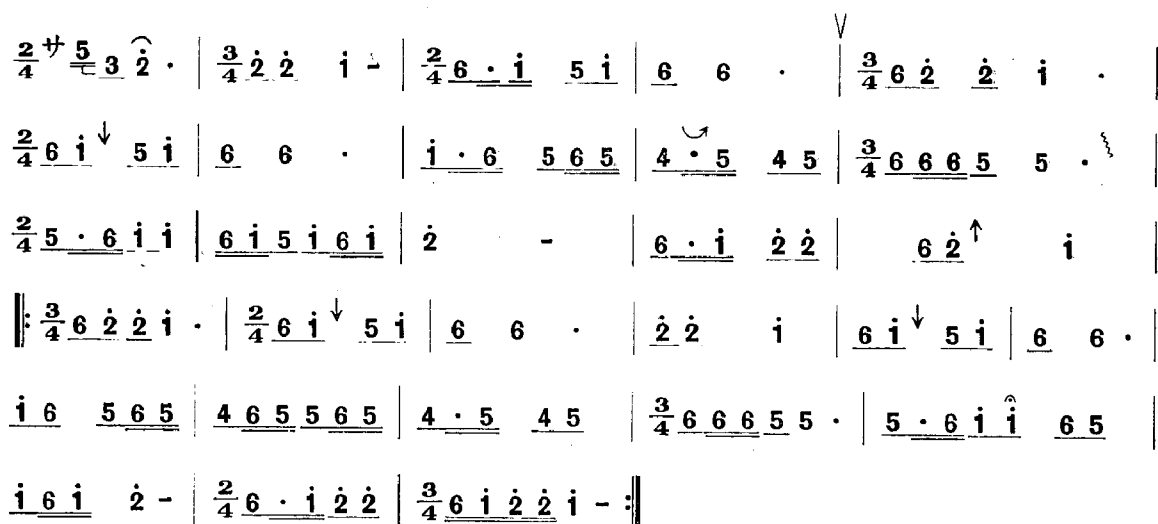 2/4 サ 5 3 2̇ · | 3/4 2̇ 2̇ 1̇ - | 2/4 6 · 1̇ 5 1̇ | 6 6 · | 3/4 6 2̇ 2̇ 1̇ · |
2/4 6 1̇ ↓ 5 1̇ | 6 6 · | 1̇ · 6 5 6 5 | 4 · 5 4 5 | 3/4 6 6 6 5 5 · |
2/4 5 · 6 1̇ 1̇ | 6 1̇ 5 1̇ 6 1̇ | 2̇ - | 6 · 1̇ 2̇ 2̇ | 6 2̇ ↑ 1̇ |
‖: 3/4 6 2̇ 2̇ 1̇ · | 2/4 6 1̇ ↓ 5 1̇ | 6 6 · | 2̇ 2̇ 1̇ | 6 1̇ ↓ 5 1̇ | 6 6 · |
1̇ 6 5 6 5 | 4 6 5 5 6 5 | 4 · 5 4 5 | 3/4 6 6 6 5 5 · | 5 · 6 1̇ 1̇ 6 5 |
1̇ 6 1̇ 2̇ - | 2/4 6 · 1̇ 2̇ 2̇ | 3/4 6 1̇ 2̇ 2̇ 1̇ - :‖